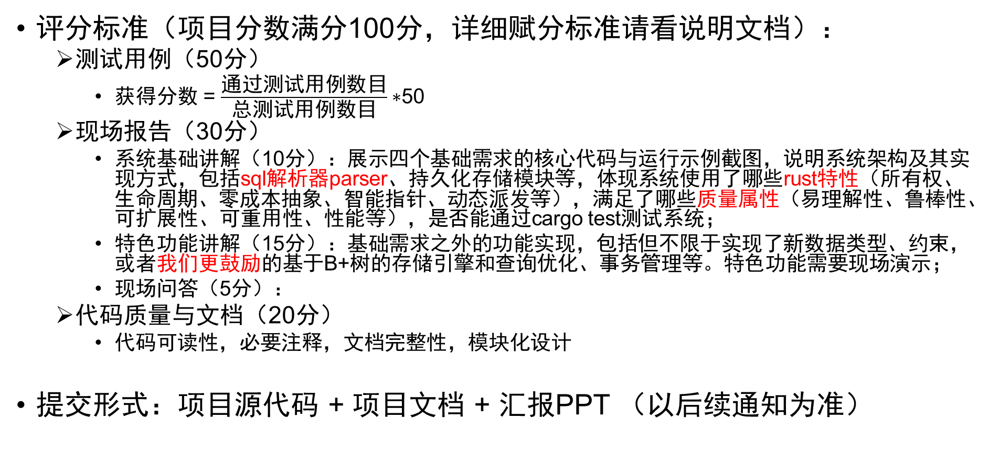 • 评分标准（项目分数满分100分，详细赋分标准请看说明文档）：
➢测试用例（50分）
• 获得分数 = 通过测试用例数目/总测试用例数目 *50
➢现场报告（30分）
• 系统基础讲解（10分）：展示四个基础需求的核心代码与运行示例截图，说明系统架构及其实
现方式，包括sql解析器parser、持久化存储模块等，体现系统使用了哪些rust特性（所有权、
生命周期、零成本抽象、智能指针、动态派发等），满足了哪些质量属性（易理解性、鲁棒性、
可扩展性、可重用性、性能等），是否能通过cargo test测试系统；
• 特色功能讲解（15分）：基础需求之外的功能实现，包括但不限于实现了新数据类型、约束，
或者我们更鼓励的基于B+树的存储引擎和查询优化、事务管理等。特色功能需要现场演示；
• 现场问答（5分）：
➢代码质量与文档（20分）
• 代码可读性，必要注释，文档完整性，模块化设计
• 提交形式：项目源代码 + 项目文档 + 汇报PPT （以后续通知为准）